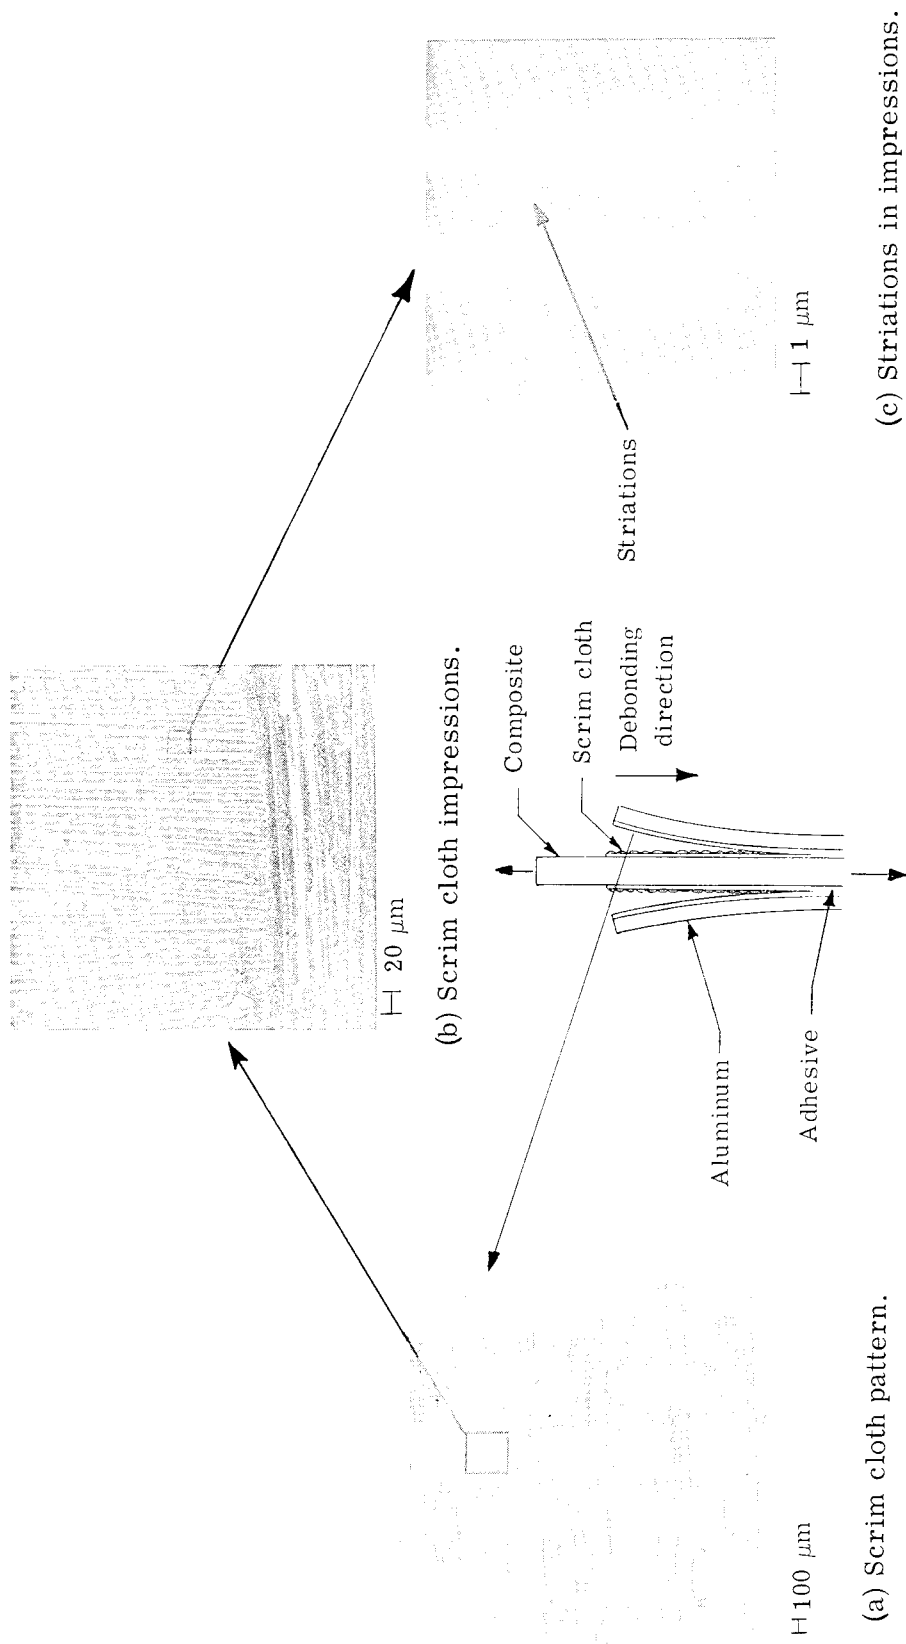 20 μm
(b) Scrim cloth impressions.
Composite
Scrim cloth
Debonding
direction
Aluminum
Adhesive
100 μm
(a) Scrim cloth pattern.
Striations
1 μm
(c) Striations in impressions.